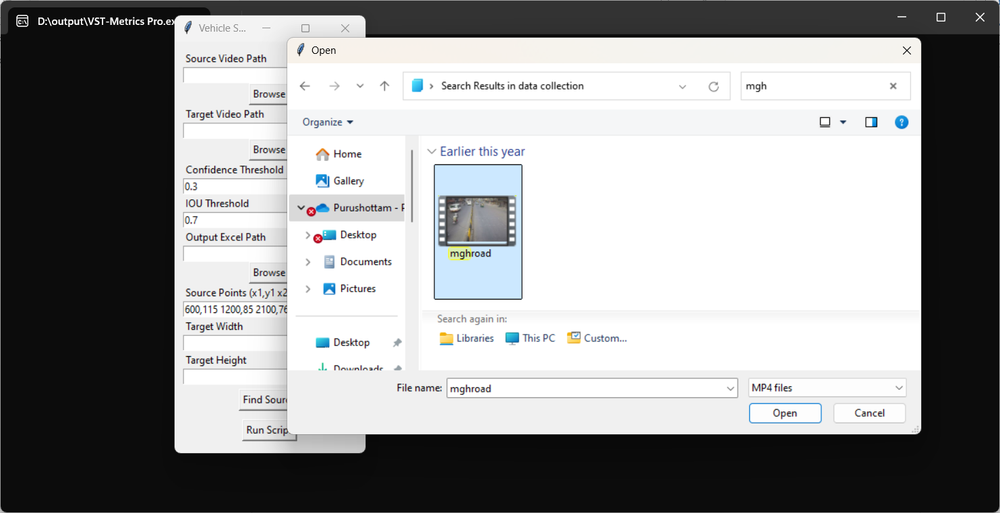 D:\output\VST-Metrics Pro.ex
Vehicle S...
Source Video Path
Browse
Target Video Path
Browse
Confidence Threshold
0.3
IOU Threshold
0.7
Output Excel Path
Browse
Source Points (x1,y1 x2
600,115 1200,85 2100,76
Target Width
Target Height
Find Sour
Run Scrip
Open
Search Results in data collection
mgh
Organize
Home
Gallery
Purushottam - P
Desktop
Documents
Pictures
Desktop
Downloads
Earlier this year
mghroad
Search again in:
Libraries This PC Custom...
File name: mghroad MP4 files
Open Cancel